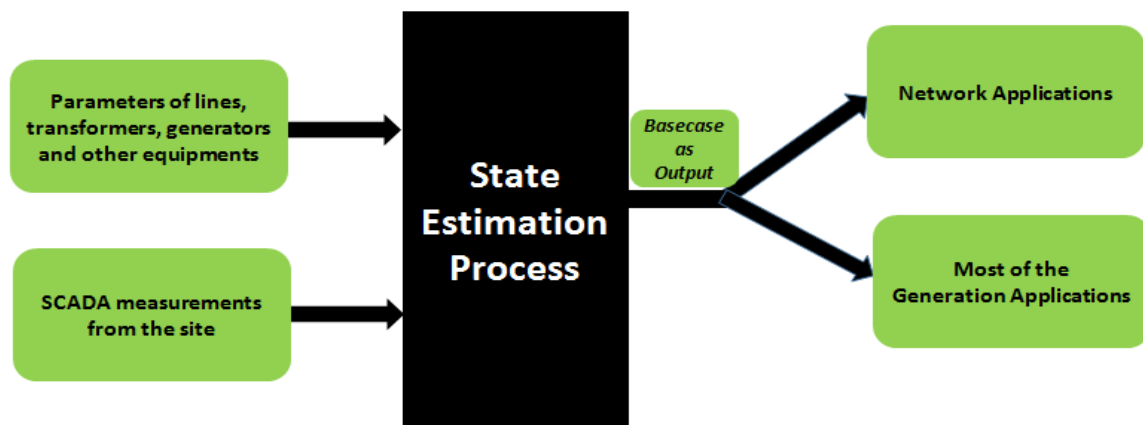 Parameters of lines,
transformers, generators
and other equipments
SCADA measurements
from the site
State
Estimation
Process
Basecase
as
Output
Network Applications
Most of the
Generation Applications